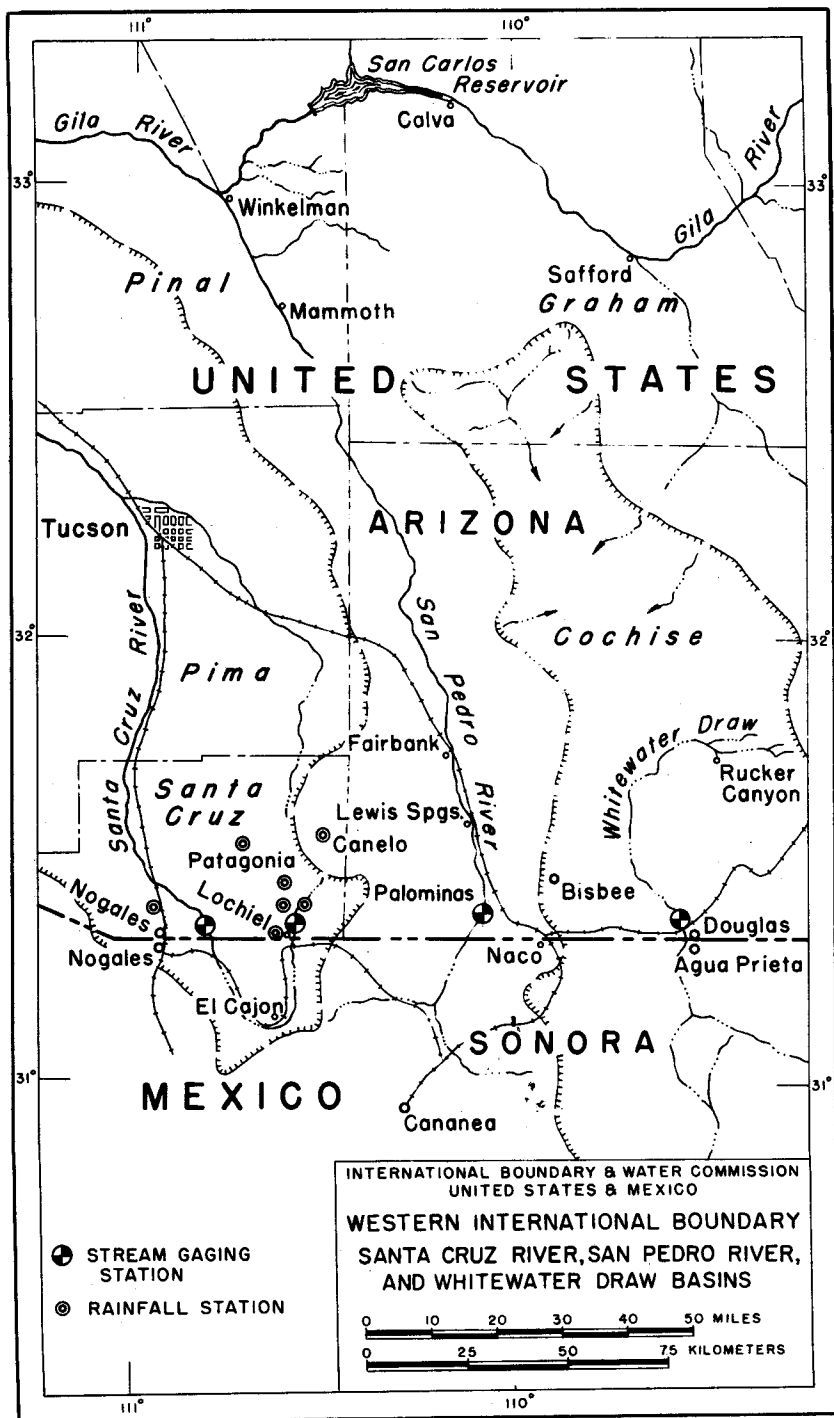 111°
110°
San Carlos
Reservoir
Calva
Gila River
33°
33°
Winkelman
Gila River
Safford
Pinal
Graham
Mammoth
UNITED STATES
ARIZONA
Tucson
32°
32°
San Pedro River
Cochise
Santa Cruz River
Pima
Whitewater Draw
Fairbank
Rucker
Canyon
Santa
Cruz
Lewis Spgs.
Canelo
Patagonia
Bisbee
Palominas
Nogales
Lochiel
Douglas
Nogales
Naco
Agua Prieta
El Cajon
SONORA
31°
31°
MEXICO
Cananea
INTERNATIONAL BOUNDARY & WATER COMMISSION
UNITED STATES & MEXICO
WESTERN INTERNATIONAL BOUNDARY
SANTA CRUZ RIVER, SAN PEDRO RIVER,
AND WHITEWATER DRAW BASINS
STREAM GAGING
STATION
RAINFALL STATION
0 10 20 30 40 50 MILES
0 25 50 75 KILOMETERS
111°
110°